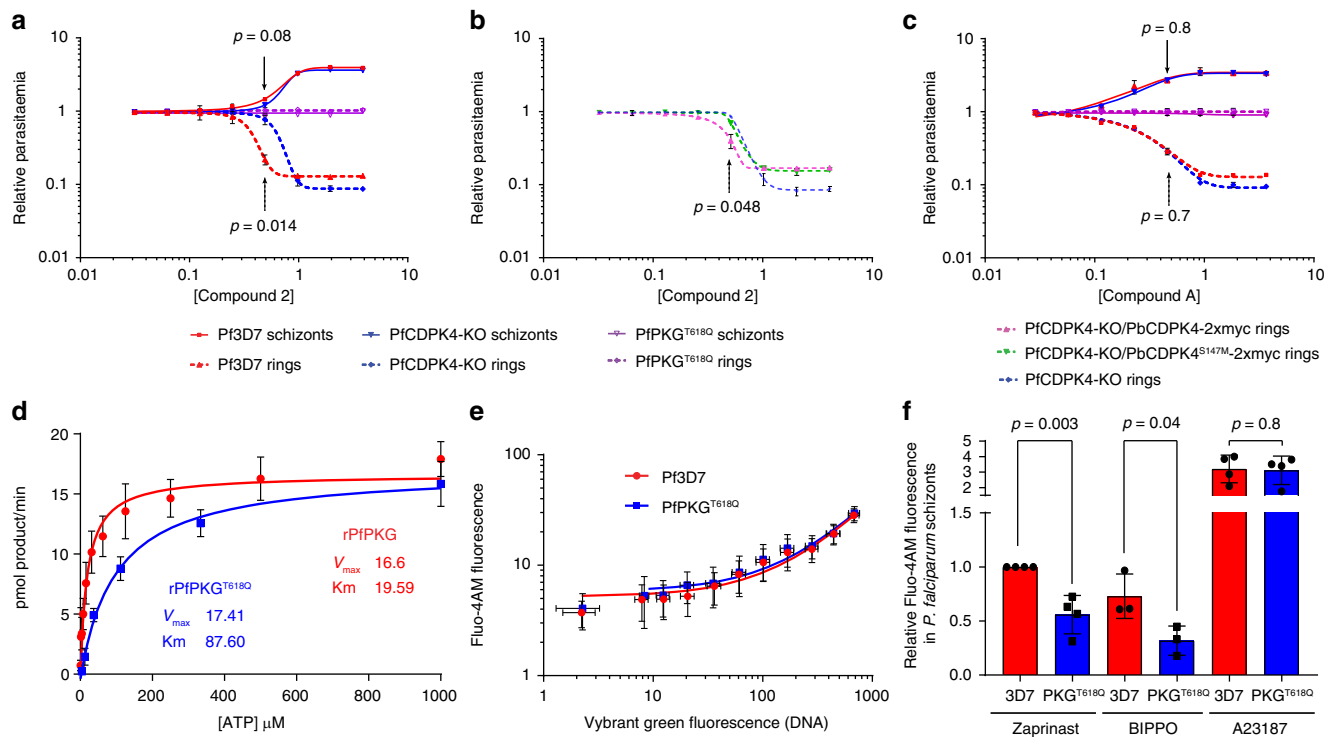 a
p = 0.08
10
1
0.1
0.01
Relative parasitaemia
p = 0.014
0.01 0.1 1 10
[Compound 2]
b
10
1
0.1
0.01
Relative parasitaemia
p = 0.048
0.01 0.1 1 10
[Compound 2]
c
p = 0.8
10
1
0.1
0.01
Relative parasitaemia
p = 0.7
0.01 0.1 1 10
[Compound A]
Pf3D7 schizonts
PfCDPK4-KO schizonts
PfPKGT618Q schizonts
Pf3D7 rings
PfCDPK4-KO rings
PfPKGT618Q rings
PfCDPK4-KO/PbCDPK4-2xmyc rings
PfCDPK4-KO/PbCDPK4S147M-2xmyc rings
PfCDPK4-KO rings
d
20
15
10
5
0
pmol product/min
rPfPKG
Vmax 16.6
Km 19.59
rPfPKGT618Q
Vmax 17.41
Km 87.60
0 200 400 600 800 1000
[ATP] μM
e
100
10
1
Fluo-4AM fluorescence
Pf3D7
PfPKGT618Q
1 10 100 1000
Vybrant green fluorescence (DNA)
f
p = 0.003
p = 0.04
p = 0.8
5
4
3
2
1.5
1.0
0.5
0.0
Relative Fluo-4AM fluorescence
in P. falciparum schizonts
3D7 PKGT618Q 3D7 PKGT618Q 3D7 PKGT618Q
Zaprinast BIPPO A23187